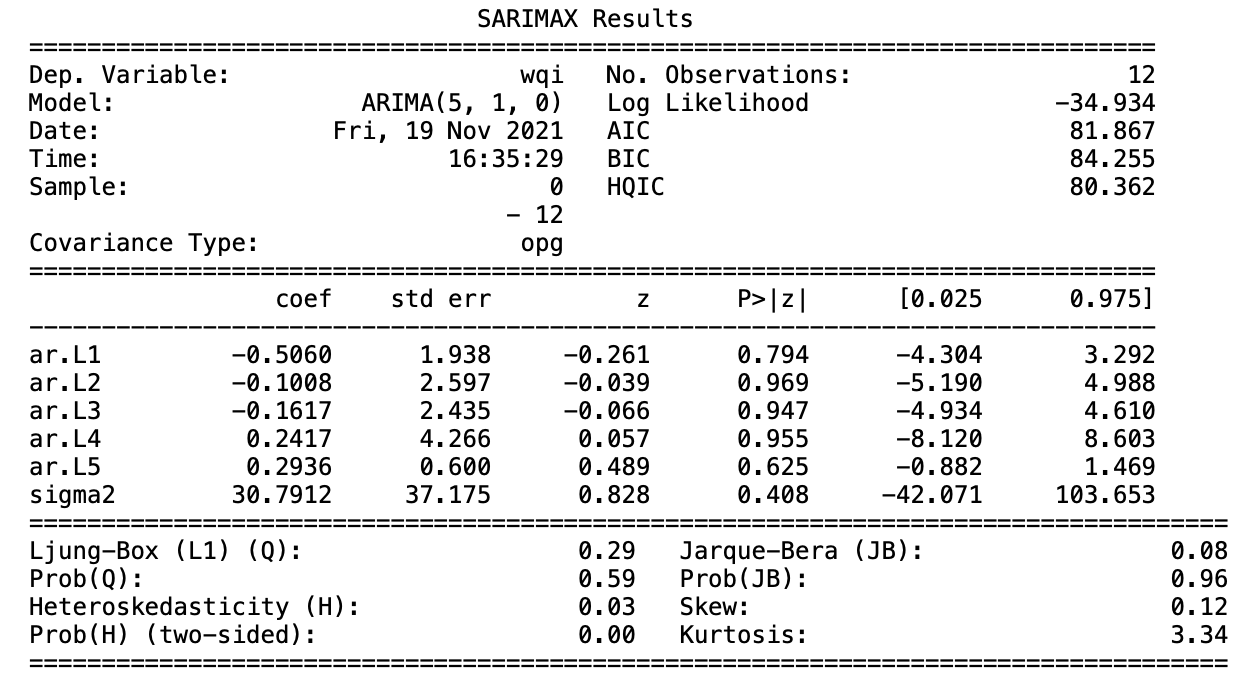 SARIMAX Results
==============================================================================
Dep. Variable:                    wqi   No. Observations:                   12
Model:                 ARIMA(5, 1, 0)   Log Likelihood                 -34.934
Date:                Fri, 19 Nov 2021   AIC                             81.867
Time:                        16:35:29   BIC                             84.255
Sample:                             0   HQIC                            80.362
                                 - 12
Covariance Type:                  opg
==============================================================================
                 coef    std err          z      P>|z|      [0.025      0.975]
------------------------------------------------------------------------------
ar.L1         -0.5060      1.938     -0.261      0.794      -4.304       3.292
ar.L2         -0.1008      2.597     -0.039      0.969      -5.190       4.988
ar.L3         -0.1617      2.435     -0.066      0.947      -4.934       4.610
ar.L4          0.2417      4.266      0.057      0.955      -8.120       8.603
ar.L5          0.2936      0.600      0.489      0.625      -0.882       1.469
sigma2        30.7912     37.175      0.828      0.408     -42.071     103.653
===================================================================================
Ljung-Box (L1) (Q):                   0.29   Jarque-Bera (JB):                 0.08
Prob(Q):                              0.59   Prob(JB):                         0.96
Heteroskedasticity (H):               0.03   Skew:                             0.12
Prob(H) (two-sided):                  0.00   Kurtosis:                         3.34
===================================================================================